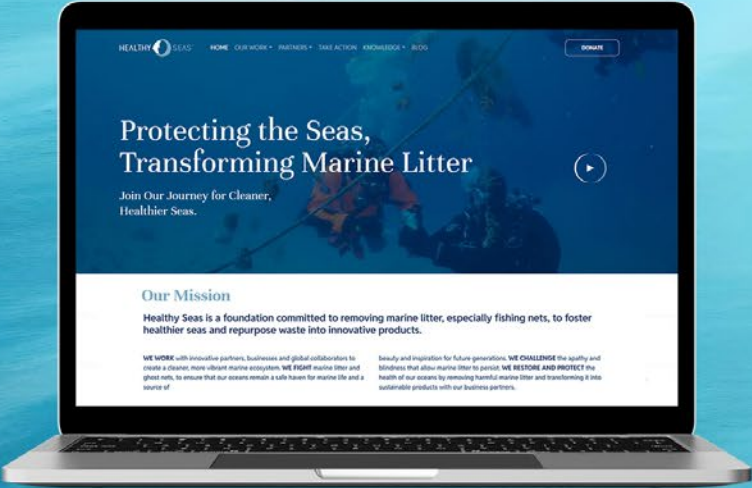 HEALTHY SEAS™
HOME OUR WORK PARTNERS TAKE ACTION KNOWLEDGE BLOG
DONATE
Protecting the Seas,
Transforming Marine Litter
Join Our Journey for Cleaner,
Healthier Seas.
Our Mission
Healthy Seas is a foundation committed to removing marine litter, especially fishing nets, to foster
healthier seas and repurpose waste into innovative products.
WE WORK with innovative partners, businesses and global collaborators to
create a cleaner, more vibrant marine ecosystem. WE FIGHT marine litter and
ghost nets, to ensure that our oceans remain a safe haven for marine life and a
source of
beauty and inspiration for future generations. WE CHALLENGE the apathy and
blindness that allow marine litter to persist. WE RESTORE AND PROTECT the
health of our oceans by removing harmful marine litter and transforming it into
sustainable products with our business partners.